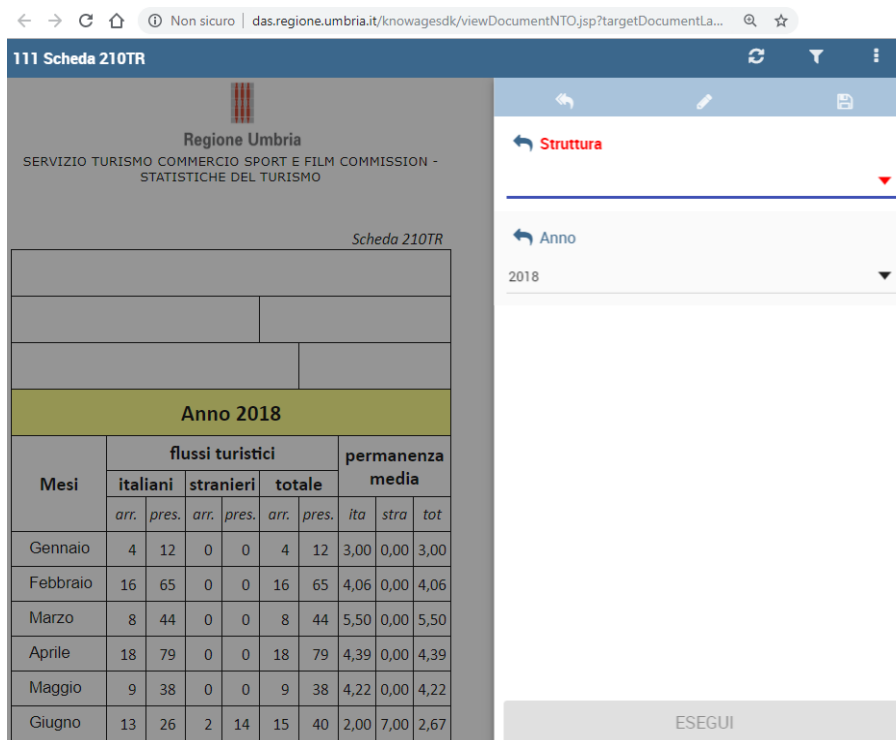 Non sicuro | das.regione.umbria.it/knowagesdk/viewDocumentNTO.jsp?targetDocumentLa...
111 Scheda 210TR
Regione Umbria
SERVIZIO TURISMO COMMERCIO SPORT E FILM COMMISSION -
STATISTICHE DEL TURISMO
Scheda 210TR
Anno 2018
Mesi flussi turistici permanenza media
italiani stranieri totale
arr. pres. arr. pres. arr. pres. ita stra tot
Gennaio 4 12 0 0 4 12 3,00 0,00 3,00
Febbraio 16 65 0 0 16 65 4,06 0,00 4,06
Marzo 8 44 0 0 8 44 5,50 0,00 5,50
Aprile 18 79 0 0 18 79 4,39 0,00 4,39
Maggio 9 38 0 0 9 38 4,22 0,00 4,22
Giugno 13 26 2 14 15 40 2,00 7,00 2,67
Struttura
Anno
2018
ESEGUI